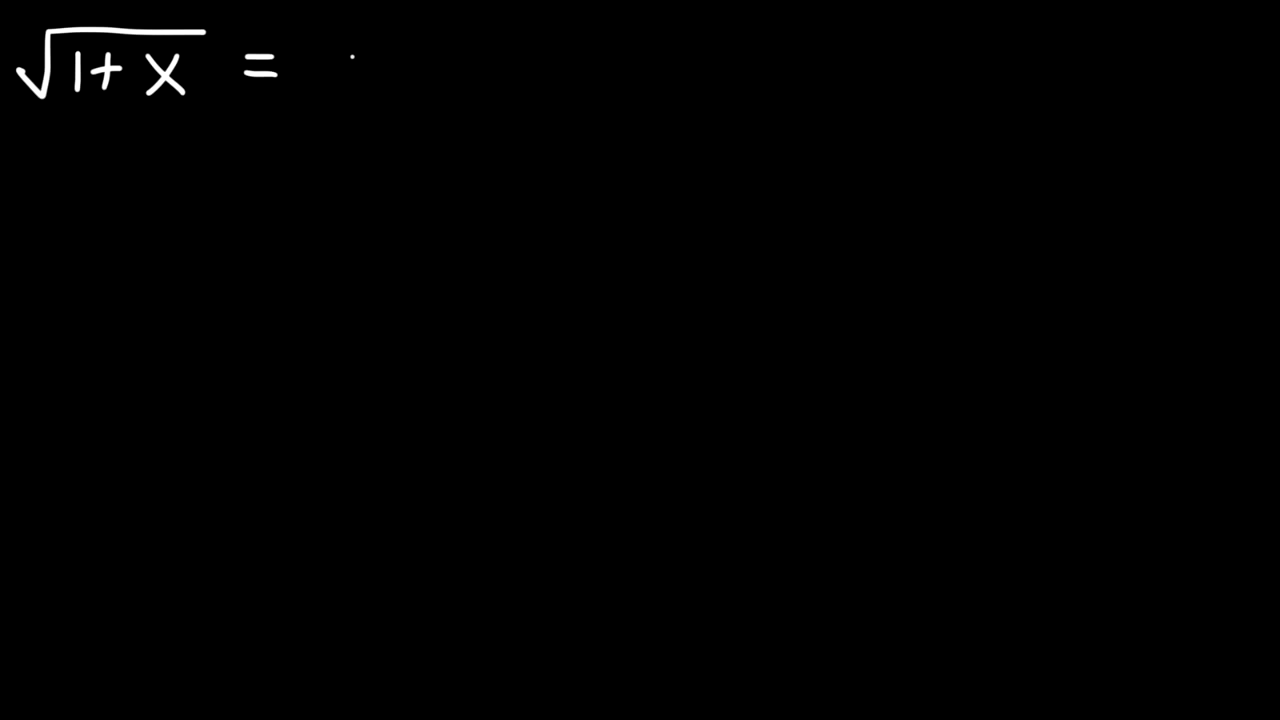 √(1+x) =